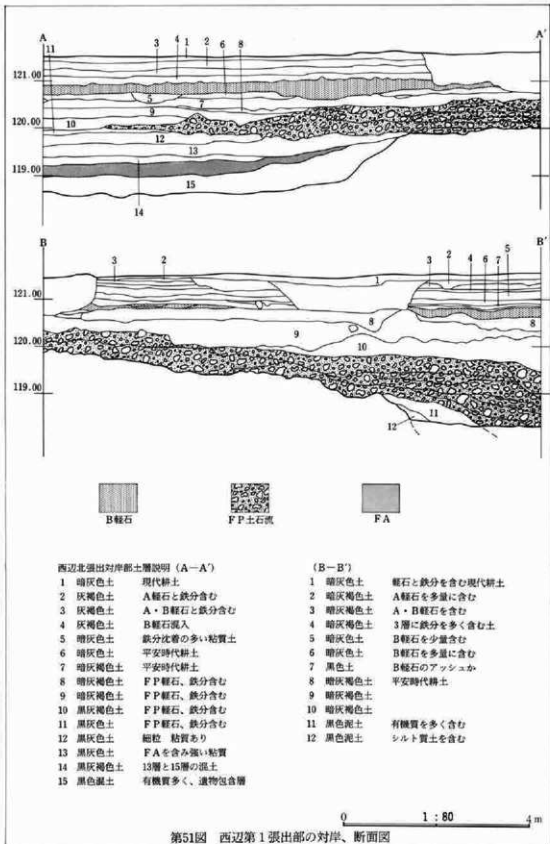 A A′
11 3 4 1 2 6 8
121.00
5 7
9
120.00
10
12
13
119.00
15
14
B B′
3 2 1 3 2 4 6 7 5
121.00
8 8
9 10
120.00
119.00
11
12
B軽石 FP土石流 FA
西辺北張出対岸部土層説明 (A−A′)
1 暗灰色土 現代耕土
2 灰褐色土 A軽石と鉄分含む
3 灰褐色土 A・B軽石と鉄分含む
4 灰褐色土 B軽石混入
5 暗灰色土 鉄分沈着の多い粘質土
6 暗灰色土 平安時代耕土
7 暗灰褐色土 平安時代耕土
8 暗灰褐色土 FP軽石、鉄分含む
9 暗灰褐色土 FP軽石、鉄分含む
10 黒灰褐色土 FP軽石、鉄分含む
11 黒灰色土 FP軽石、鉄分含む
12 黒灰色土 細粒 粘質あり
13 黒灰色土 FAを含み強い粘質
14 黒灰褐色土 13層と15層の混土
15 黒色混土 有機質多く、遺物包含層
(B−B′)
1 暗灰色土 軽石と鉄分を含む現代耕土
2 暗灰褐色土 A軽石を多量に含む
3 暗灰褐色土 A・B軽石を含む
4 暗灰褐色土 3層に鉄分を多く含む土
5 暗灰色土 B軽石を少量含む
6 暗灰色土 B軽石を多量に含む
7 黒色土 B軽石のアッシュか
8 暗灰褐色土 平安時代耕土
9 暗灰褐色土
10 暗灰褐色土
11 黒色泥土 有機質を多く含む
12 黒色泥土 シルト質土を含む
0 1:80 4m
第51図 西辺第1張出部の対岸、断面図